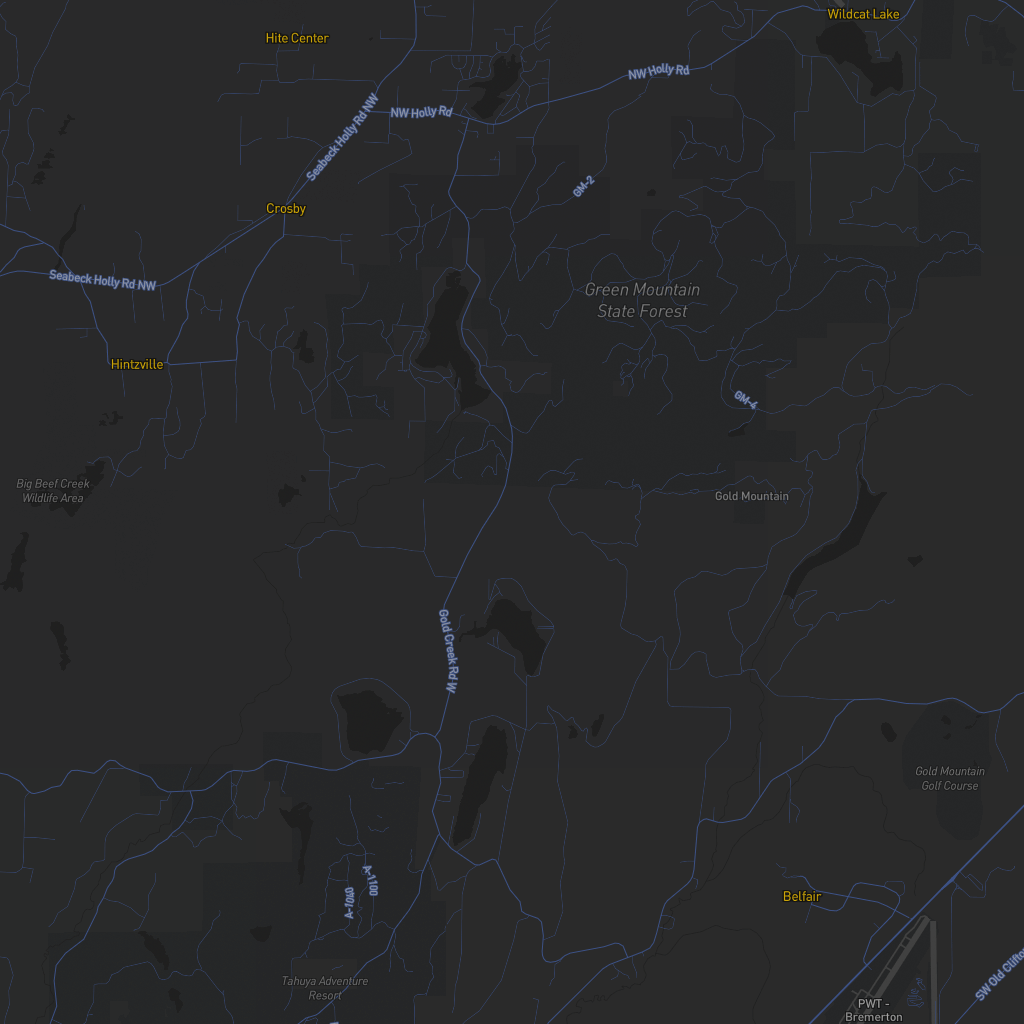 Wildcat Lake
Hite Center
NW Holly Rd
NW Holly Rd
Seabeck Holly Rd NW
GM-2
Crosby
Seabeck Holly Rd NW
Green Mountain
State Forest
Hintzville
GM-4
Big Beef Creek
Wildlife Area
Gold Mountain
Gold Creek Rd W
Gold Mountain
Golf Course
A-1100
A-1040
Belfair
Tahuya Adventure
Resort
SW Old Clifton
PWT -
Bremerton